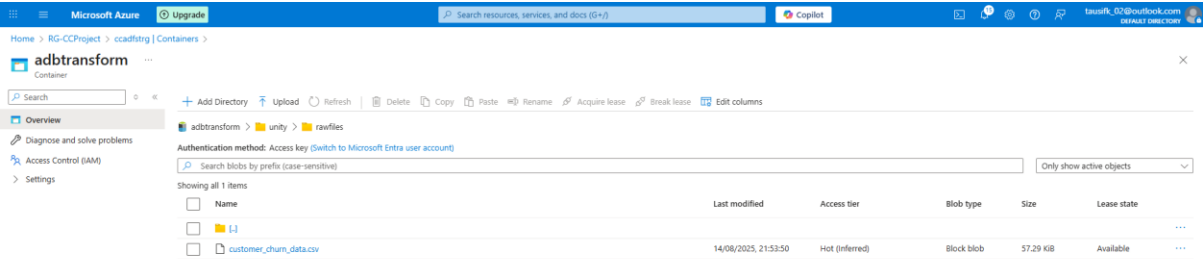 Microsoft Azure
Upgrade
Search resources, services, and docs (G+/)
Copilot
tausifk_02@outlook.com
DEFAULT DIRECTORY
Home > RG-CCProject > ccadfstrg | Containers >
adbtransform ...
Container
Search
Overview
Diagnose and solve problems
Access Control (IAM)
Settings
Add Directory Upload Refresh Delete Copy Paste Rename Acquire lease Break lease Edit columns
adbtransform > unity > rawfiles
Authentication method: Access key (Switch to Microsoft Entra user account)
Search blobs by prefix (case-sensitive)
Only show active objects
Showing all 1 items
Name Last modified Access tier Blob type Size Lease state
[..]
customer_churn_data.csv 14/08/2025, 21:53:50 Hot (Inferred) Block blob 57.29 KiB Available